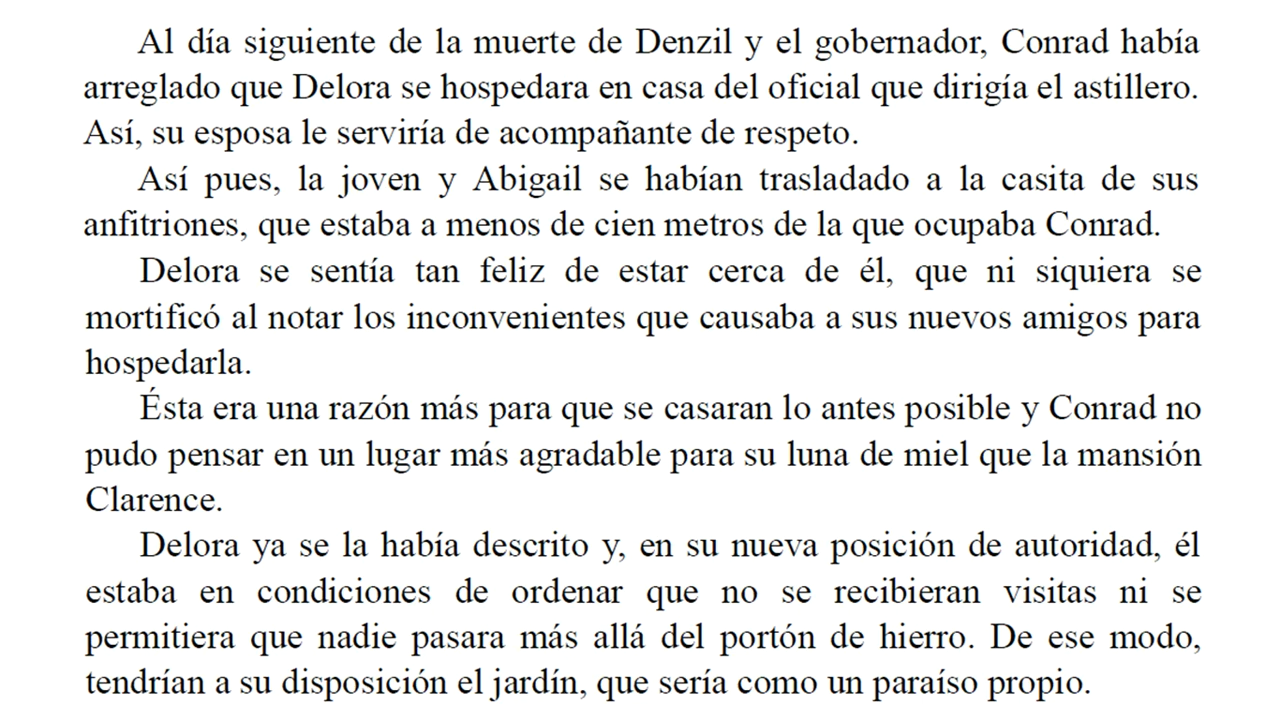 Al día siguiente de la muerte de Denzil y el gobernador, Conrad había
arreglado que Delora se hospedara en casa del oficial que dirigía el astillero.
Así, su esposa le serviría de acompañante de respeto.
Así pues, la joven y Abigail se habían trasladado a la casita de sus
anfitriones, que estaba a menos de cien metros de la que ocupaba Conrad.
Delora se sentía tan feliz de estar cerca de él, que ni siquiera se
mortificó al notar los inconvenientes que causaba a sus nuevos amigos para
hospedarla.
Ésta era una razón más para que se casaran lo antes posible y Conrad no
pudo pensar en un lugar más agradable para su luna de miel que la mansión
Clarence.
Delora ya se la había descrito y, en su nueva posición de autoridad, él
estaba en condiciones de ordenar que no se recibieran visitas ni se
permitiera que nadie pasara más allá del portón de hierro. De ese modo,
tendrían a su disposición el jardín, que sería como un paraíso propio.